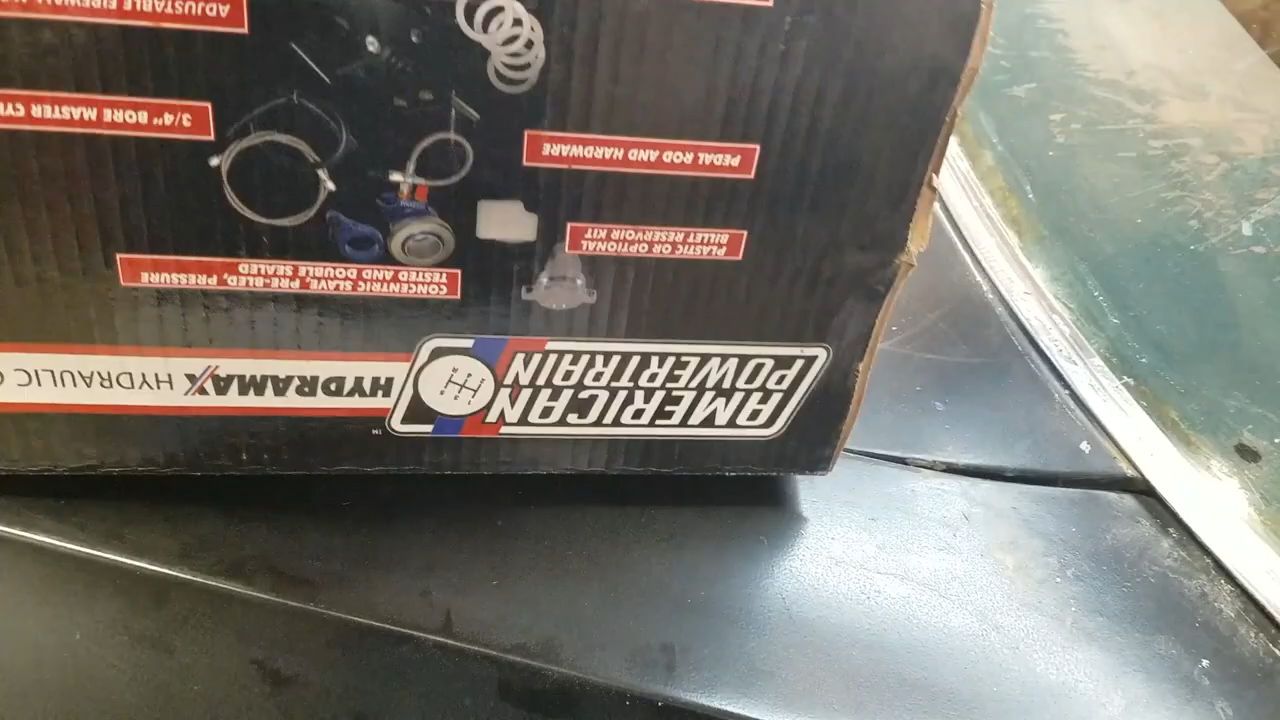 AMERICAN
POWERTRAIN
HYDRAMAX HYDRAULIC
TM
PLASTIC OR OPTIONAL
BILLET RESERVOIR KIT
CONCENTRIC SLAVE, PRE-BLED, PRESSURE
TESTED AND DOUBLE SEALED
PEDAL ROD AND HARDWARE
3/4" BORE MASTER
ADJUSTABLE FIREWALL